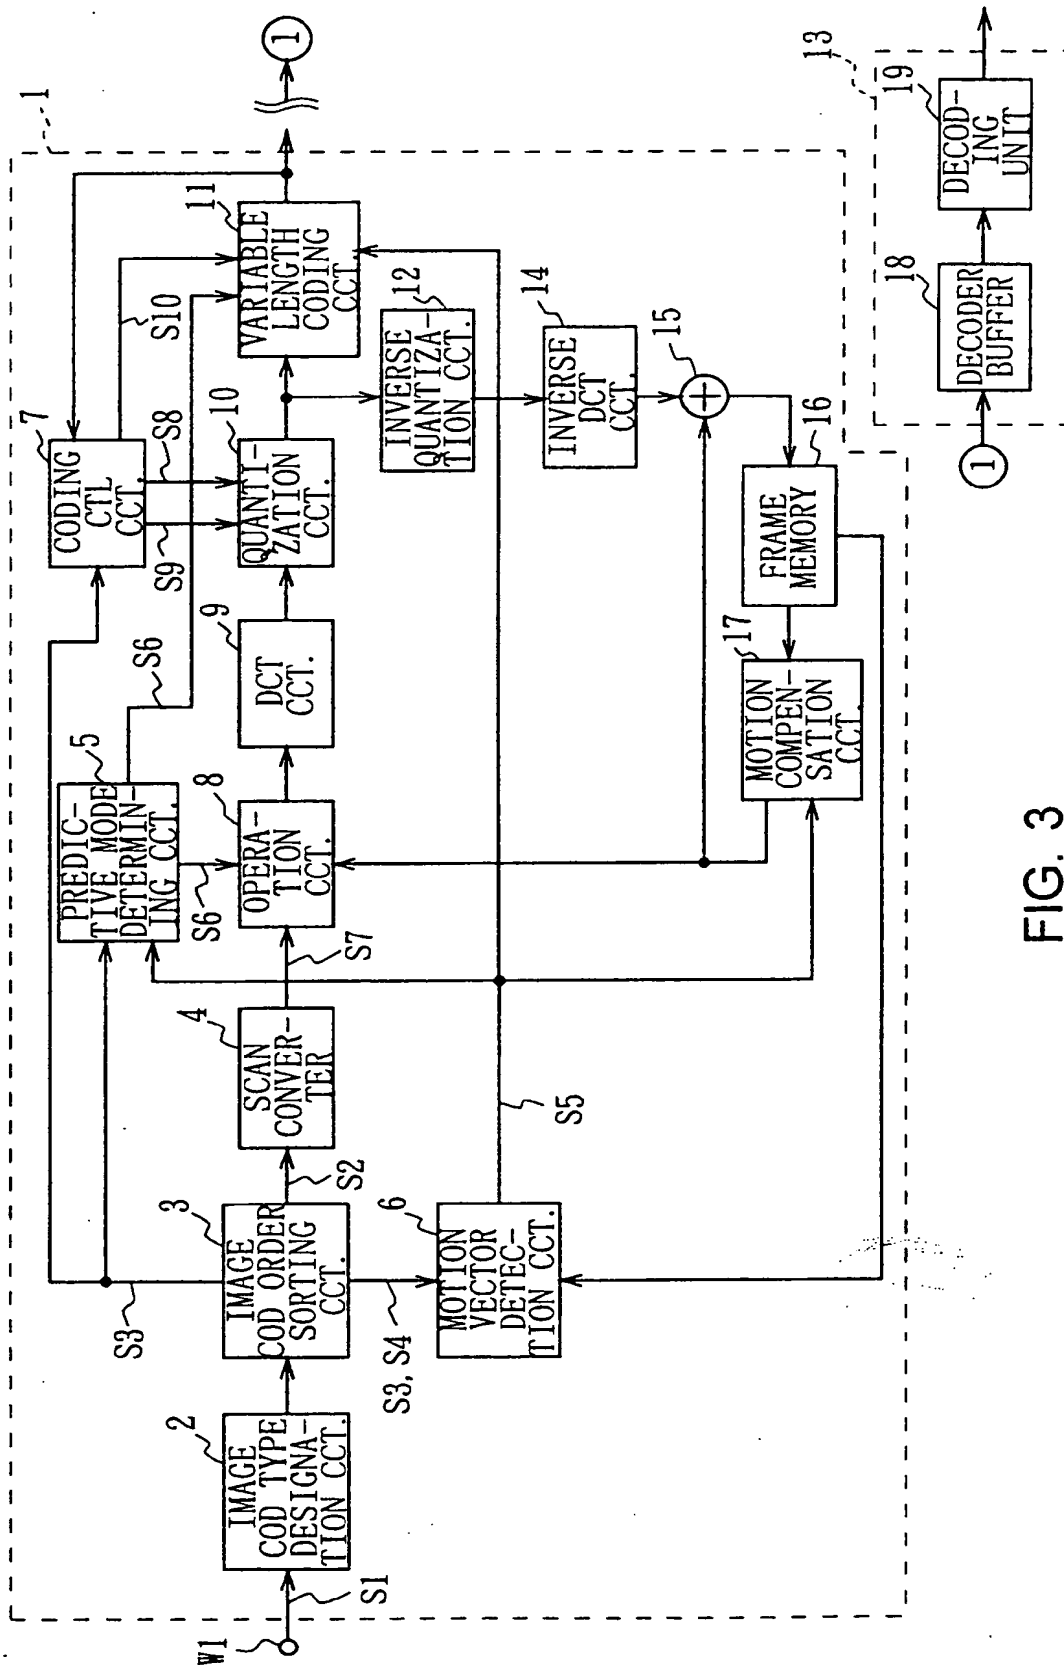 1
13
W1
S1
2
IMAGE
COD TYPE
DESIGNA-
TION CCT.
3
IMAGE
COD ORDER
SORTING
CCT.
S3
S3, S4
S2
4
SCAN
CONVER-
TER
S7
5
PREDIC-
TIVE MODE
DETERMIN-
ING CCT.
S6
S6
6
MOTION
VECTOR
DETEC-
TION CCT.
S5
7
CODING
CTL
CCT.
S9
S8
S10
8
OPERA-
TION
CCT.
9
DCT
CCT.
10
QUANTI-
ZATION
CCT.
11
VARIABLE
LENGTH
CODING
CCT.
1
12
INVERSE
QUANTIZA-
TION CCT.
14
INVERSE
DCT
CCT.
15
16
FRAME
MEMORY
17
MOTION
COMPEN-
SATION
CCT.
1
18
DECODER
BUFFER
19
DECOD-
ING
UNIT
FIG. 3